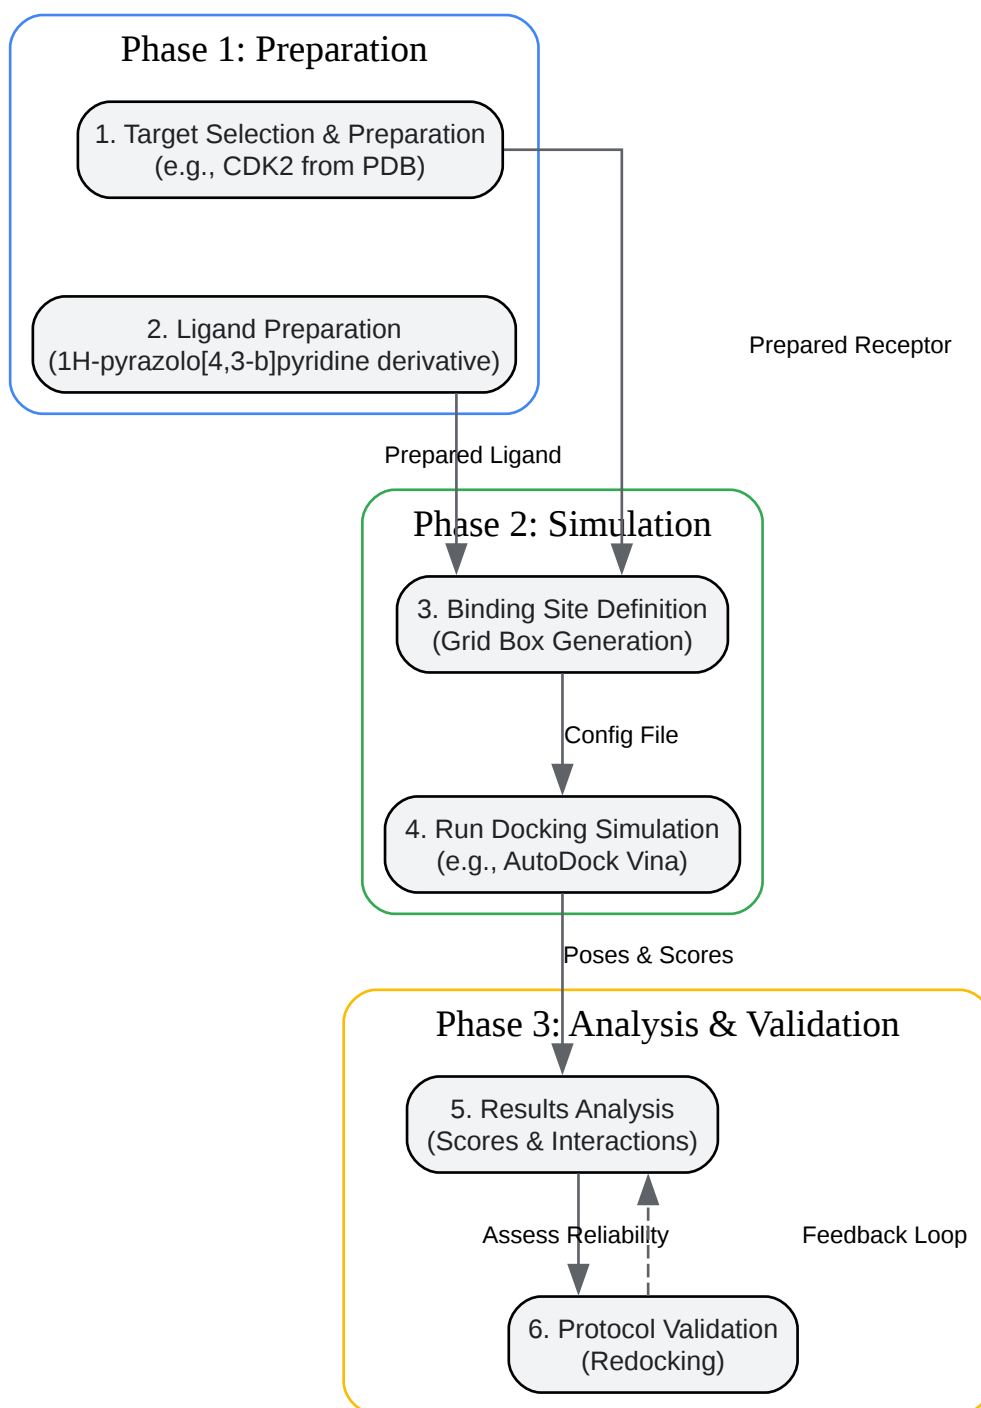 Phase 1: Preparation
1. Target Selection & Preparation
(e.g., CDK2 from PDB)
2. Ligand Preparation
(1H-pyrazolo[4,3-b]pyridine derivative)
Prepared Receptor
Prepared Ligand
Phase 2: Simulation
3. Binding Site Definition
(Grid Box Generation)
Config File
4. Run Docking Simulation
(e.g., AutoDock Vina)
Poses & Scores
Phase 3: Analysis & Validation
5. Results Analysis
(Scores & Interactions)
Assess Reliability
Feedback Loop
6. Protocol Validation
(Redocking)